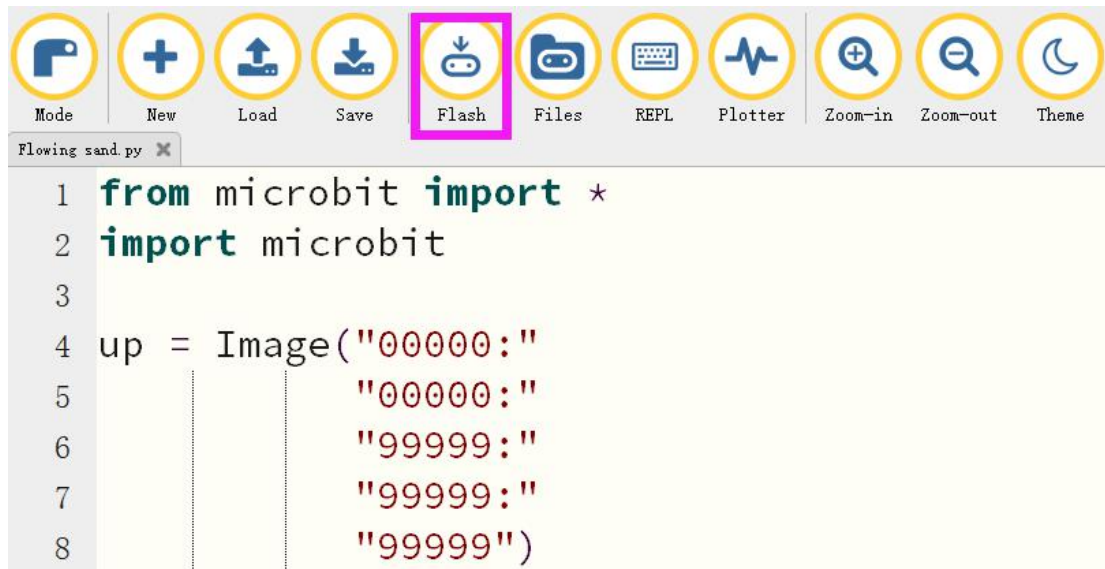 Mode New Load Save Flash Files REPL Plotter Zoom-in Zoom-out Theme
Flowing sand.py
1 from microbit import *
2 import microbit
3
4 up = Image("00000:"
5 "00000:"
6 "99999:"
7 "99999:"
8 "99999")